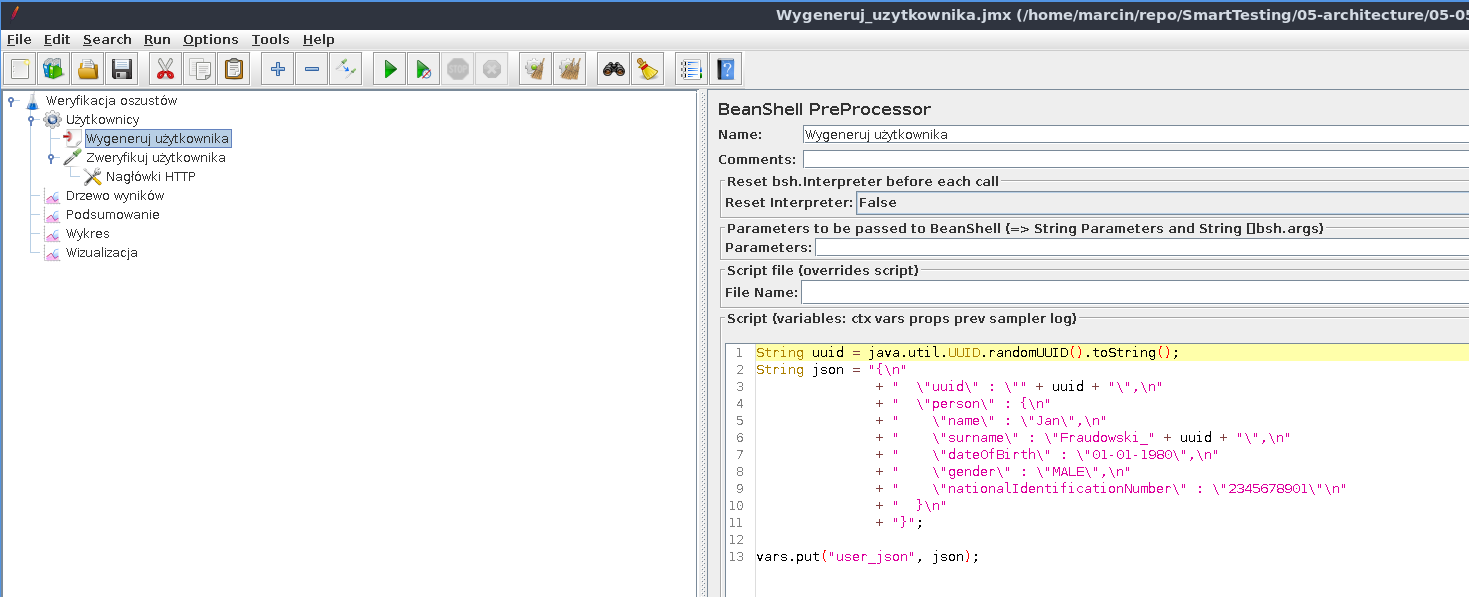 Wygeneruj_uzytkownika.jmx (/home/marcin/repo/SmartTesting/05-architecture/05-05
File Edit Search Run Options Tools Help
STOP
Weryfikacja oszustów
Użytkownicy
Wygeneruj użytkownika
Zweryfikuj użytkownika
Nagłówki HTTP
Drzewo wyników
Podsumowanie
Wykres
Wizualizacja
BeanShell PreProcessor
Name: Wygeneruj użytkownika
Comments:
Reset bsh.Interpreter before each call
Reset Interpreter: False
Parameters to be passed to BeanShell (=> String Parameters and String []bsh.args)
Parameters:
Script file (overrides script)
File Name:
Script (variables: ctx vars props prev sampler log)
1 String uuid = java.util.UUID.randomUUID().toString();
2 String json = "{\n"
3 + "  \"uuid\" : \"" + uuid + "\",\n"
4 + "  \"person\" : {\n"
5 + "    \"name\" : \"Jan\",\n"
6 + "    \"surname\" : \"Fraudowski_" + uuid + "\",\n"
7 + "    \"dateOfBirth\" : \"01-01-1980\",\n"
8 + "    \"gender\" : \"MALE\",\n"
9 + "    \"nationalIdentificationNumber\" : \"2345678901\"\n"
10 + "  }\n"
11 + "}";
12
13 vars.put("user_json", json);